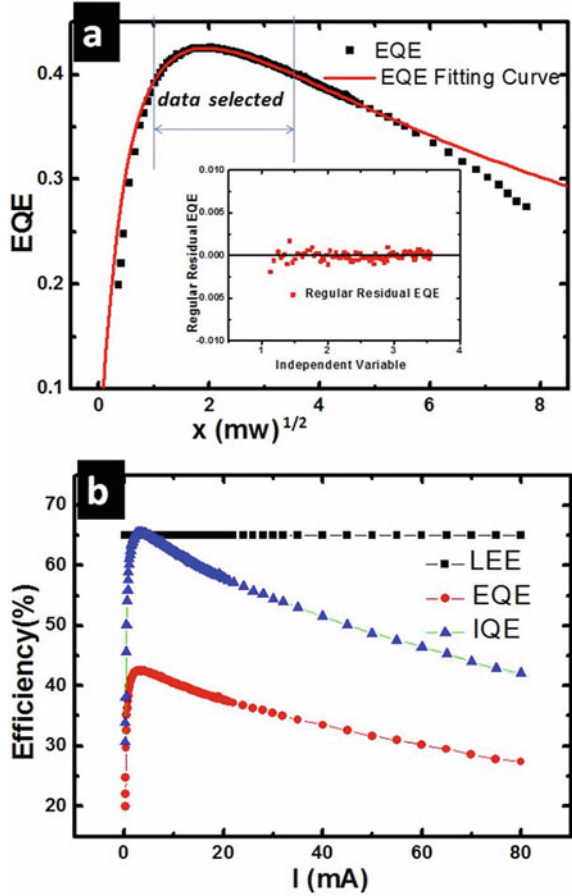 a
EQE
EQE Fitting Curve
data selected
0.4
0.3
0.2
0.1
EQE
0.010
0.005
0.000
-0.005
-0.010
Regular Residual EQE
Regular Residual EQE
1 2 3 4
Independent Variable
0 2 4 6 8
x (mw)1/2
b
70
60
50
40
30
20
Efficiency(%)
LEE
EQE
IQE
0 20 40 60 80
I (mA)